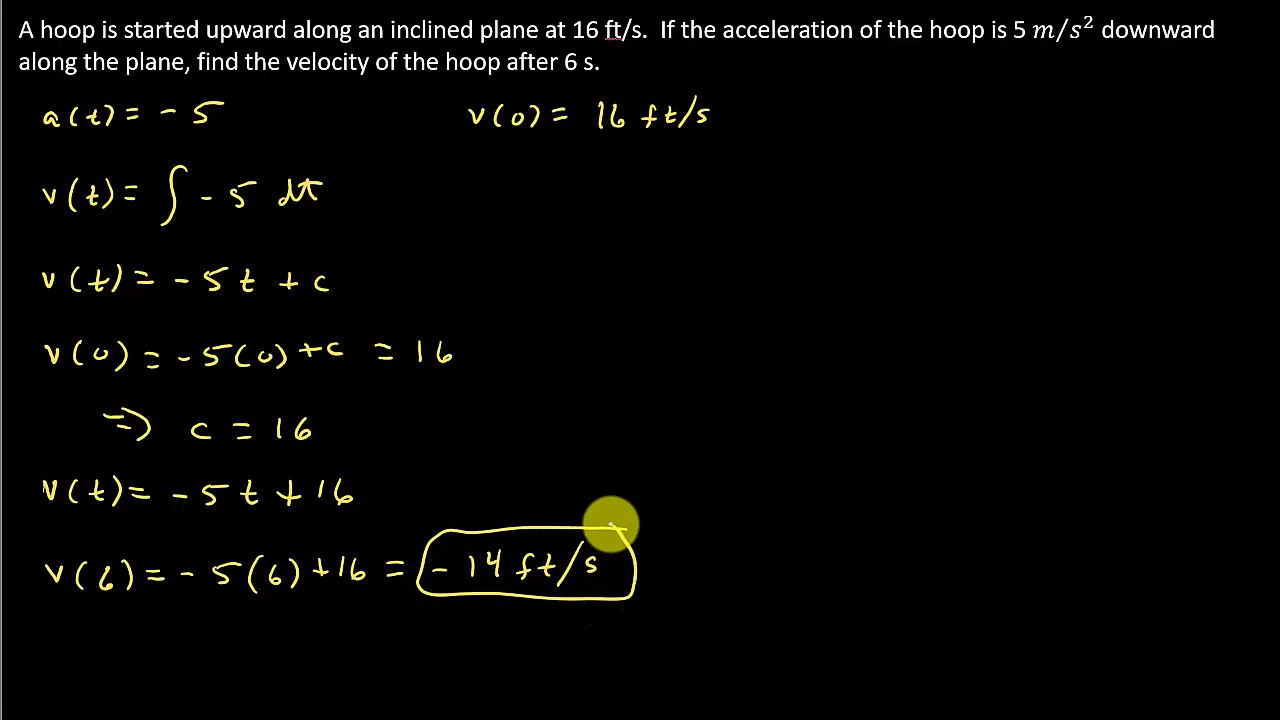 A hoop is started upward along an inclined plane at 16 ft/s. If the acceleration of the hoop is 5 m/s² downward
along the plane, find the velocity of the hoop after 6 s.
a(t) = -5 v(0) = 16 ft/s
v(t) = ∫ -5 dt
v(t) = -5t + c
v(0) = -5(0) + c = 16
⇒ c = 16
v(t) = -5t + 16
v(6) = -5(6) + 16 = -14 ft/s